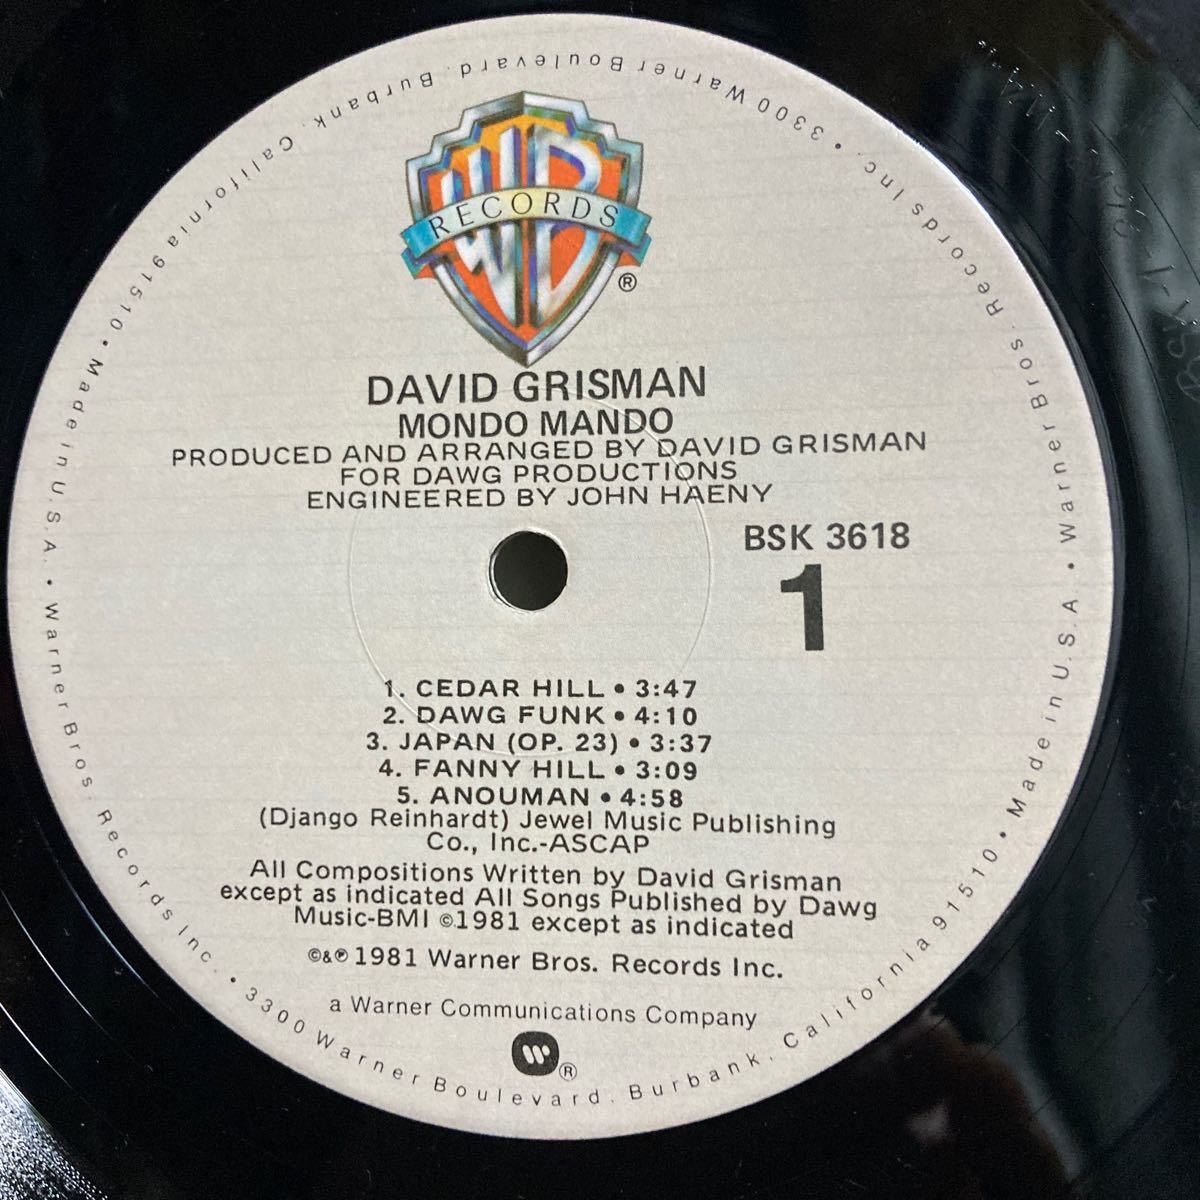 RECORDS
®
DAVID GRISMAN
MONDO MANDO
PRODUCED AND ARRANGED BY DAVID GRISMAN
FOR DAWG PRODUCTIONS
ENGINEERED BY JOHN HAENY
BSK 3618
1
1. CEDAR HILL • 3:47
2. DAWG FUNK • 4:10
3. JAPAN (OP. 23) • 3:37
4. FANNY HILL • 3:09
5. ANOUMAN • 4:58
(Django Reinhardt) Jewel Music Publishing
Co., Inc.-ASCAP
All Compositions Written by David Grisman
except as indicated All Songs Published by Dawg
Music-BMI ©1981 except as indicated
©&℗ 1981 Warner Bros. Records Inc.
a Warner Communications Company
®
Warner Bros. Records Inc. • 3300 Warner Boulevard. Burbank, California 91510 • Made in U.S.A. •
Warner Bros. Records Inc. • 3300 Warner Boulevard. Burbank, California 91510 • Made in U.S.A •